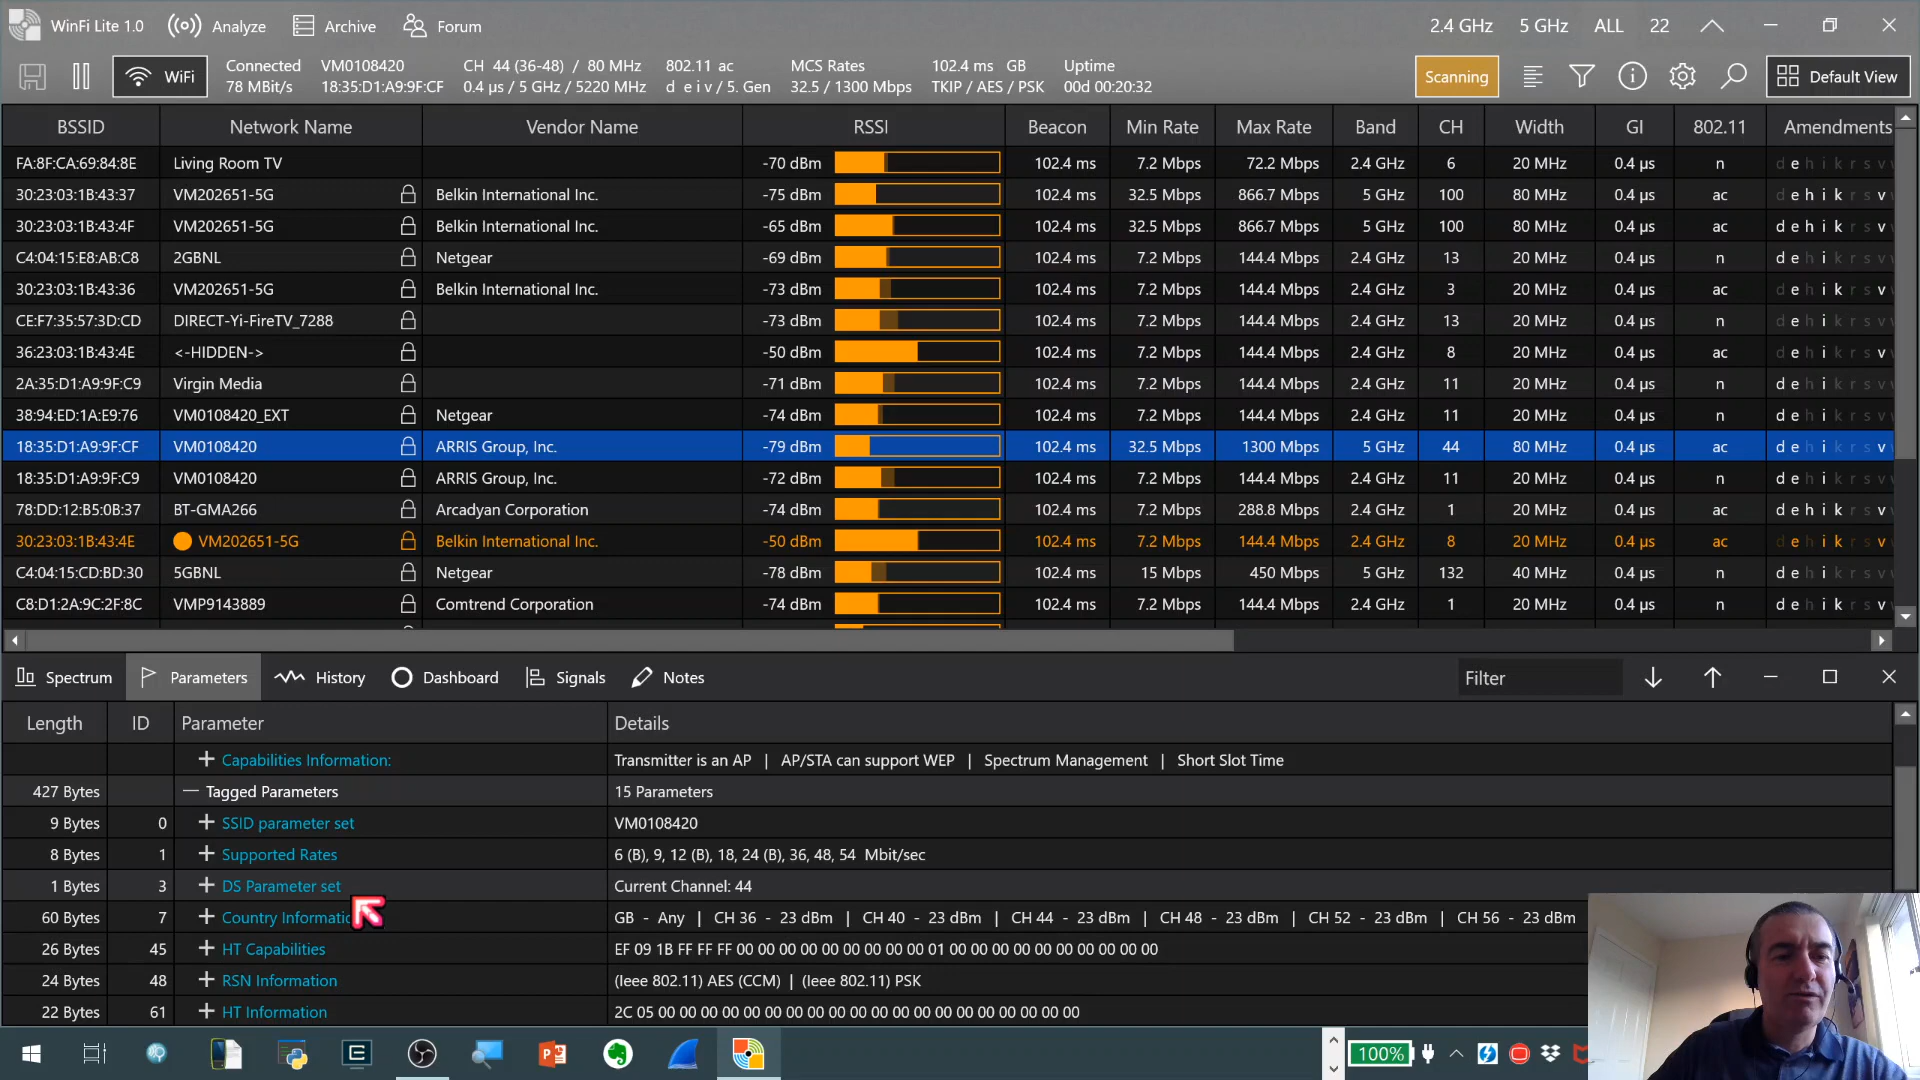 WinFi Lite 1.0 Analyze Archive Forum 2.4 GHz 5 GHz ALL 22
WiFi Connected VM0108420 CH 44 (36-48) / 80 MHz 802.11 ac MCS Rates 102.4 ms GB Uptime Scanning Default View
78 MBit/s 18:35:D1:A9:9F:CF 0.4 µs / 5 GHz / 5220 MHz d e i v / 5. Gen 32.5 / 1300 Mbps TKIP / AES / PSK 00d 00:20:32
BSSID Network Name Vendor Name RSSI Beacon Min Rate Max Rate Band CH Width GI 802.11 Amendments
FA:8F:CA:69:84:8E Living Room TV -70 dBm 102.4 ms 7.2 Mbps 72.2 Mbps 2.4 GHz 6 20 MHz 0.4 µs n d e h i k r s v
30:23:03:1B:43:37 VM202651-5G Belkin International Inc. -75 dBm 102.4 ms 32.5 Mbps 866.7 Mbps 5 GHz 100 80 MHz 0.4 µs ac d e h i k r s v
30:23:03:1B:43:4F VM202651-5G Belkin International Inc. -65 dBm 102.4 ms 32.5 Mbps 866.7 Mbps 5 GHz 100 80 MHz 0.4 µs ac d e h i k r s v
C4:04:15:E8:AB:C8 2GBNL Netgear -69 dBm 102.4 ms 7.2 Mbps 144.4 Mbps 2.4 GHz 13 20 MHz 0.4 µs n d e h i k r s v
30:23:03:1B:43:36 VM202651-5G Belkin International Inc. -73 dBm 102.4 ms 7.2 Mbps 144.4 Mbps 2.4 GHz 3 20 MHz 0.4 µs ac d e h i k r s v
CE:F7:35:57:3D:CD DIRECT-Yi-FireTV_7288 -73 dBm 102.4 ms 7.2 Mbps 144.4 Mbps 2.4 GHz 13 20 MHz 0.4 µs n d e h i k r s v
36:23:03:1B:43:4E <-HIDDEN-> -50 dBm 102.4 ms 7.2 Mbps 144.4 Mbps 2.4 GHz 8 20 MHz 0.4 µs ac d e h i k r s v
2A:35:D1:A9:9F:C9 Virgin Media -71 dBm 102.4 ms 7.2 Mbps 144.4 Mbps 2.4 GHz 11 20 MHz 0.4 µs n d e h i k r s v
38:94:ED:1A:E9:76 VM0108420_EXT Netgear -74 dBm 102.4 ms 7.2 Mbps 144.4 Mbps 2.4 GHz 11 20 MHz 0.4 µs n d e h i k r s v
18:35:D1:A9:9F:CF VM0108420 ARRIS Group, Inc. -79 dBm 102.4 ms 32.5 Mbps 1300 Mbps 5 GHz 44 80 MHz 0.4 µs ac d e h i k r s v
18:35:D1:A9:9F:C9 VM0108420 ARRIS Group, Inc. -72 dBm 102.4 ms 7.2 Mbps 144.4 Mbps 2.4 GHz 11 20 MHz 0.4 µs n d e h i k r s v
78:DD:12:B5:0B:37 BT-GMA266 Arcadyan Corporation -74 dBm 102.4 ms 7.2 Mbps 288.8 Mbps 2.4 GHz 1 20 MHz 0.4 µs ac d e h i k r s v
30:23:03:1B:43:4E VM202651-5G Belkin International Inc. -50 dBm 102.4 ms 7.2 Mbps 144.4 Mbps 2.4 GHz 8 20 MHz 0.4 µs ac d e h i k r s v
C4:04:15:CD:BD:30 5GBNL Netgear -78 dBm 102.4 ms 15 Mbps 450 Mbps 5 GHz 132 40 MHz 0.4 µs n d e h i k r s v
C8:D1:2A:9C:2F:8C VMP9143889 Comtrend Corporation -74 dBm 102.4 ms 7.2 Mbps 144.4 Mbps 2.4 GHz 1 20 MHz 0.4 µs n d e h i k r s v
Spectrum Parameters History Dashboard Signals Notes Filter
Length ID Parameter Details
Capabilities Information: Transmitter is an AP | AP/STA can support WEP | Spectrum Management | Short Slot Time
427 Bytes Tagged Parameters 15 Parameters
9 Bytes 0 SSID parameter set VM0108420
8 Bytes 1 Supported Rates 6 (B), 9, 12 (B), 18, 24 (B), 36, 48, 54 Mbit/sec
1 Bytes 3 DS Parameter set Current Channel: 44
60 Bytes 7 Country Informatio GB - Any | CH 36 - 23 dBm | CH 40 - 23 dBm | CH 44 - 23 dBm | CH 48 - 23 dBm | CH 52 - 23 dBm | CH 56 - 23 dBm
26 Bytes 45 HT Capabilities EF 09 1B FF FF FF 00 00 00 00 00 00 00 00 00 01 00 00 00 00 00 00 00 00 00 00
24 Bytes 48 RSN Information (Ieee 802.11) AES (CCM) | (Ieee 802.11) PSK
22 Bytes 61 HT Information 2C 05 00 00 00 00 00 00 00 00 00 00 00 00 00 00 00 00 00 00 00 00
100%